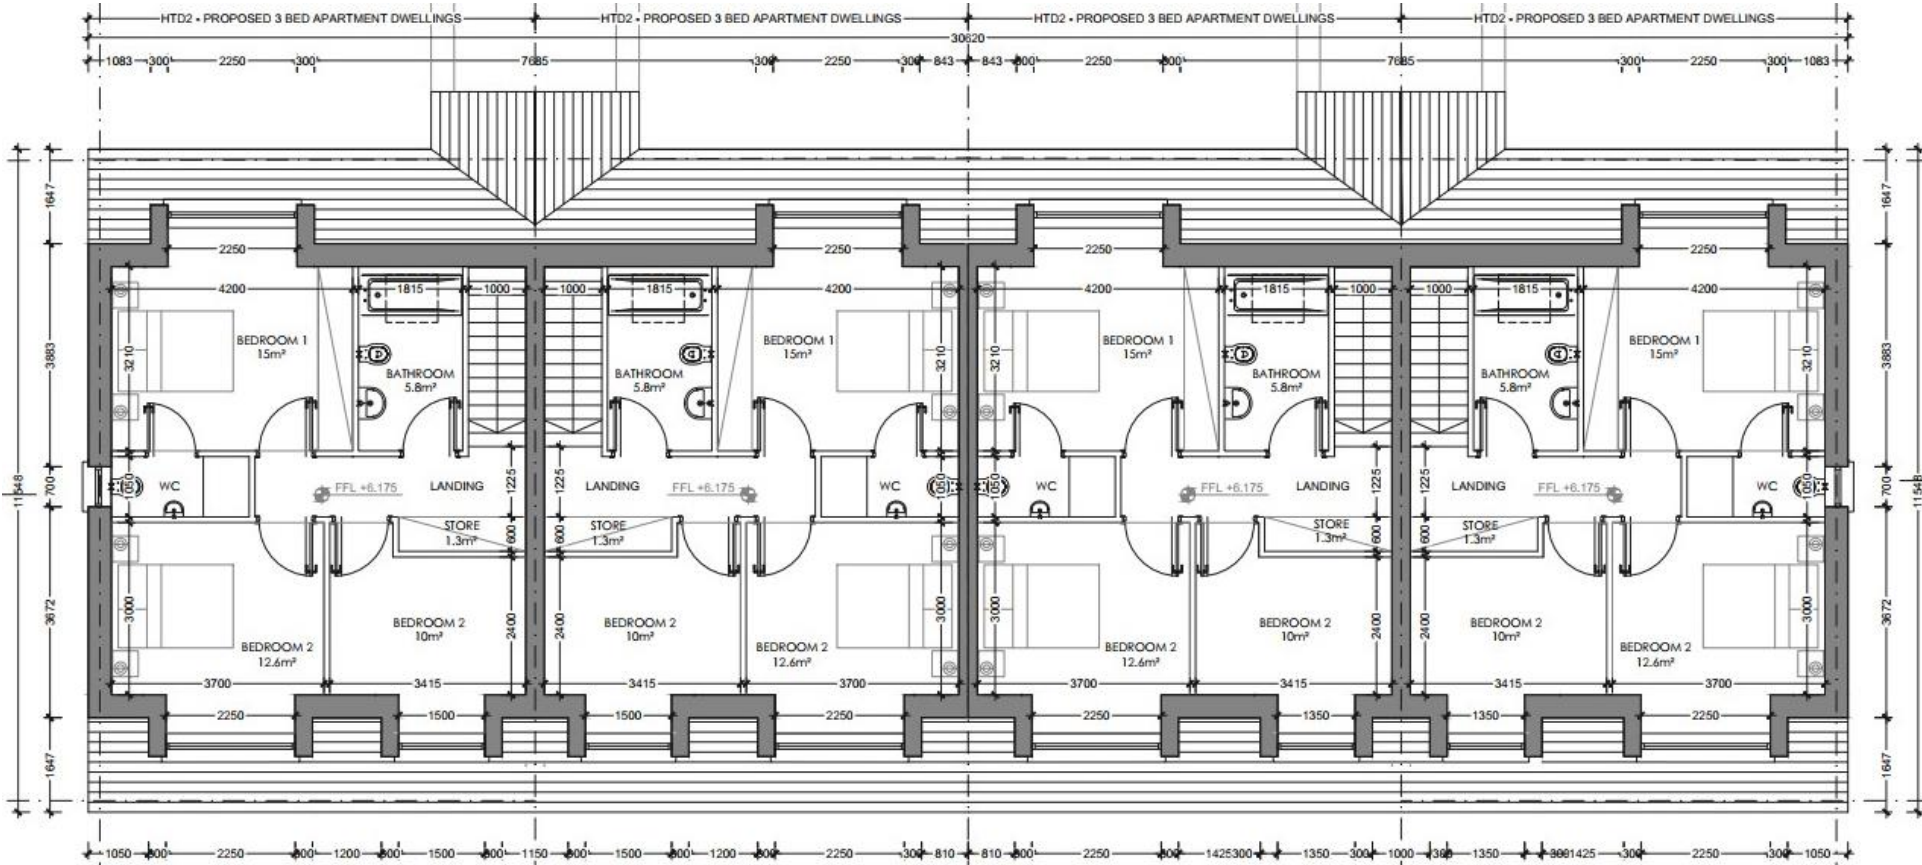 HTD2 - PROPOSED 3 BED APARTMENT DWELLINGS HTD2 - PROPOSED 3 BED APARTMENT DWELLINGS HTD2 - PROPOSED 3 BED APARTMENT DWELLINGS HTD2 - PROPOSED 3 BED APARTMENT DWELLINGS
30620
1083 300 2250 300 7685 300 2250 300 843 843 300 2250 300 7685 300 2250 300 1083
1647 1647
2250 2250 2250 2250
4200 1815 1000 1000 1815 4200 4200 1815 1000 1000 1815 4200
BEDROOM 1 BEDROOM 1 BEDROOM 1 BEDROOM 1
15m² 15m² 15m² 15m²
3883 3210 3210 3210 3210 3883
BATHROOM BATHROOM BATHROOM BATHROOM
5.8m² 5.8m² 5.8m² 5.8m²
11548 700 1050 1225 1225 1050 1050 1225 1225 1050 700 11548
WC FFL +6.175 LANDING LANDING FFL +6.175 WC WC FFL +6.175 LANDING LANDING FFL +6.175 WC
STORE STORE STORE STORE
1.3m² 1.3m² 1.3m² 1.3m²
600 600 600 600
3672 3000 2400 2400 3000 3000 2400 2400 3000 3672
BEDROOM 2 BEDROOM 2 BEDROOM 2 BEDROOM 2
10m² 10m² 10m² 10m²
BEDROOM 2 BEDROOM 2 BEDROOM 2 BEDROOM 2
12.6m² 12.6m² 12.6m² 12.6m²
3700 3415 3415 3700 3700 3415 3415 3700
2250 1500 1500 2250 2250 1350 1350 2250
1647 1647
1050 300 2250 300 1200 300 1500 300 1150 300 1500 300 1200 300 2250 300 810 810 300 2250 300 1425 300 1350 300 1000 300 1350 300 1425 300 2250 300 1050